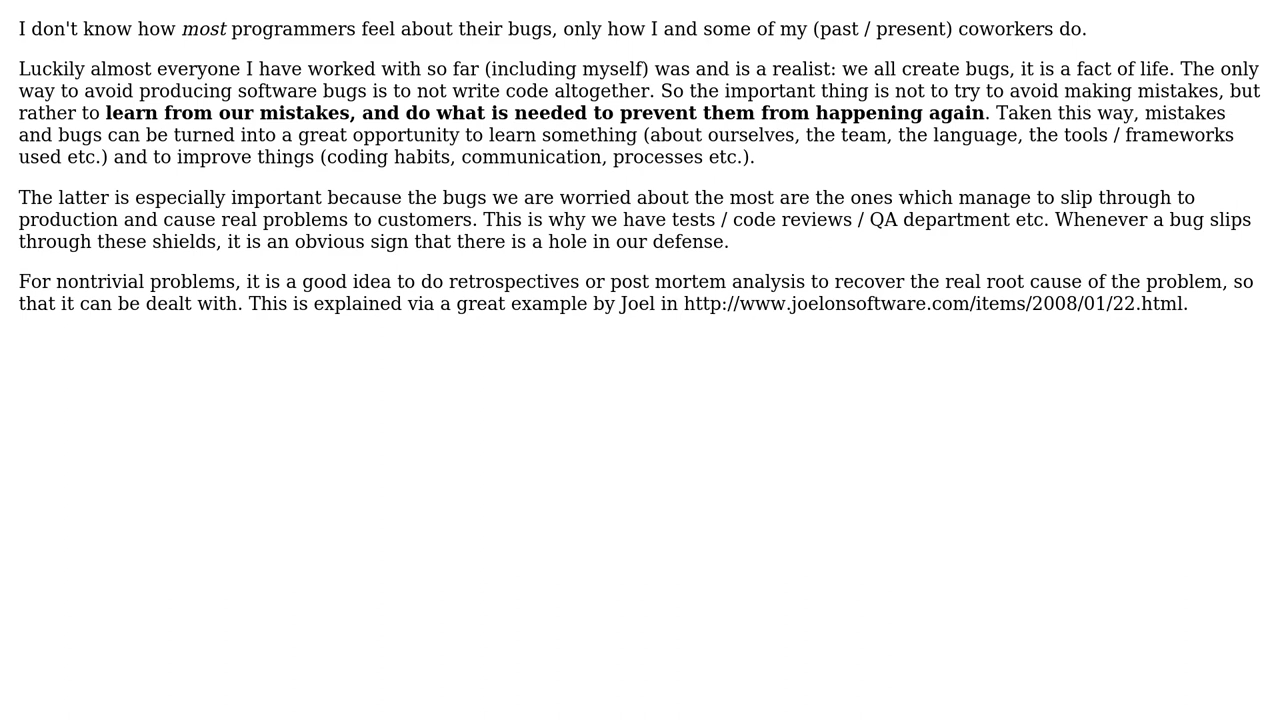 I don't know how most programmers feel about their bugs, only how I and some of my (past / present) coworkers do.
Luckily almost everyone I have worked with so far (including myself) was and is a realist: we all create bugs, it is a fact of life. The only
way to avoid producing software bugs is to not write code altogether. So the important thing is not to try to avoid making mistakes, but
rather to learn from our mistakes, and do what is needed to prevent them from happening again. Taken this way, mistakes
and bugs can be turned into a great opportunity to learn something (about ourselves, the team, the language, the tools / frameworks
used etc.) and to improve things (coding habits, communication, processes etc.).
The latter is especially important because the bugs we are worried about the most are the ones which manage to slip through to
production and cause real problems to customers. This is why we have tests / code reviews / QA department etc. Whenever a bug slips
through these shields, it is an obvious sign that there is a hole in our defense.
For nontrivial problems, it is a good idea to do retrospectives or post mortem analysis to recover the real root cause of the problem, so
that it can be dealt with. This is explained via a great example by Joel in http://www.joelonsoftware.com/items/2008/01/22.html.